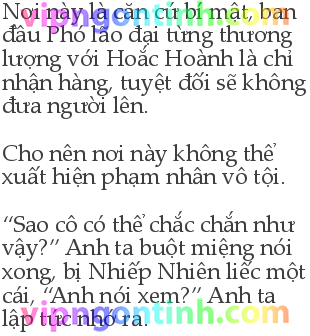 Nơi này là căn cứ bí mật, ban
đầu Phó lão đại từng thương
lượng với Hoắc Hoành là chỉ
nhận hàng, tuyệt đối sẽ không
đưa người lên.
Cho nên nơi này không thể
xuất hiện phạm nhân vô tội.
“Sao cô có thể chắc chắn như
vậy?” Anh ta buột miệng nói
xong, bị Nhiếp Nhiên liếc một
cái, “Anh nói xem?” Anh ta
lập tức nhớ ra.
vipngontinh.com
vipngontinh.com